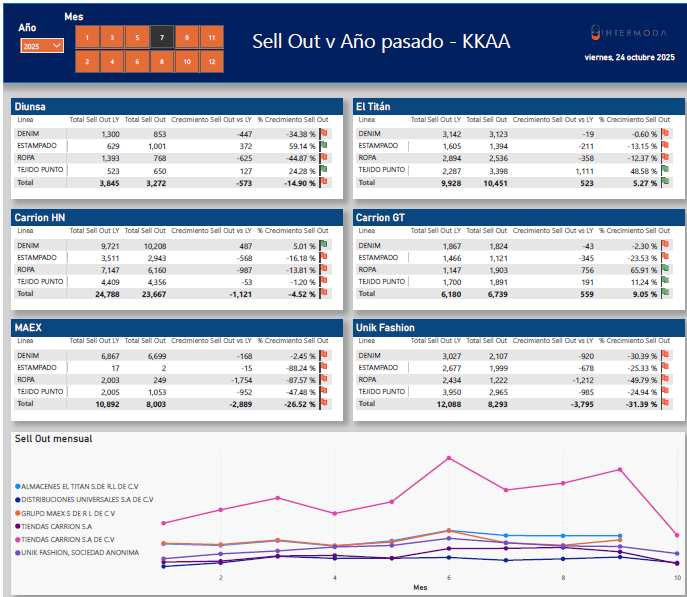 Mes
Año
2025
1 3 5 7 9 11
2 4 6 8 10 12
Sell Out v Año pasado - KKAA
INTERMODA
viernes, 24 octubre 2025
Diunsa
Linea Total Sell Out LY Total Sell Out Crecimiento Sell Out vs LY % Crecimiento Sell Out
DENIM 1,300 853 -447 -34.38 %
ESTAMPADO 629 1,001 372 59.14 %
ROPA 1,393 768 -625 -44.87 %
TEJIDO PUNTO 523 650 127 24.28 %
Total 3,845 3,272 -573 -14.90 %
El Titán
Linea Total Sell Out LY Total Sell Out Crecimiento Sell Out vs LY % Crecimiento Sell Out
DENIM 3,142 3,123 -19 -0.60 %
ESTAMPADO 1,605 1,394 -211 -13.15 %
ROPA 2,894 2,536 -358 -12.37 %
TEJIDO PUNTO 2,287 3,398 1,111 48.58 %
Total 9,928 10,451 523 5.27 %
Carrion HN
Linea Total Sell Out LY Total Sell Out Crecimiento Sell Out vs LY % Crecimiento Sell Out
DENIM 9,721 10,208 487 5.01 %
ESTAMPADO 3,511 2,943 -568 -16.18 %
ROPA 7,147 6,160 -987 -13.81 %
TEJIDO PUNTO 4,409 4,356 -53 -1.20 %
Total 24,788 23,667 -1,121 -4.52 %
Carrion GT
Linea Total Sell Out LY Total Sell Out Crecimiento Sell Out vs LY % Crecimiento Sell Out
DENIM 1,867 1,824 -43 -2.30 %
ESTAMPADO 1,466 1,121 -345 -23.53 %
ROPA 1,147 1,903 756 65.91 %
TEJIDO PUNTO 1,700 1,891 191 11.24 %
Total 6,180 6,739 559 9.05 %
MAEX
Linea Total Sell Out LY Total Sell Out Crecimiento Sell Out vs LY % Crecimiento Sell Out
DENIM 6,867 6,699 -168 -2.45 %
ESTAMPADO 17 2 -15 -88.24 %
ROPA 2,003 249 -1,754 -87.57 %
TEJIDO PUNTO 2,005 1,053 -952 -47.48 %
Total 10,892 8,003 -2,889 -26.52 %
Unik Fashion
Linea Total Sell Out LY Total Sell Out Crecimiento Sell Out vs LY % Crecimiento Sell Out
DENIM 3,027 2,107 -920 -30.39 %
ESTAMPADO 2,677 1,999 -678 -25.33 %
ROPA 2,434 1,222 -1,212 -49.79 %
TEJIDO PUNTO 3,950 2,965 -985 -24.94 %
Total 12,088 8,293 -3,795 -31.39 %
Sell Out mensual
ALMACENES EL TITAN S.DE R.L DE C.V
DISTRIBUCIONES UNIVERSALES S.A DE C.V
GRUPO MAEX S DE R L DE C V
TIENDAS CARRION S.A
TIENDAS CARRION S.A DE C.V
UNIK FASHION, SOCIEDAD ANONIMA
2 4 6 8 10
Mes